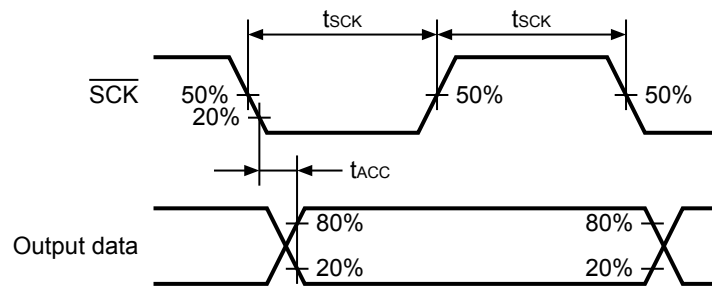 tSCK tSCK
SCK 50% 50% 50%
20%
tACC
80% 80%
Output data
20% 20%